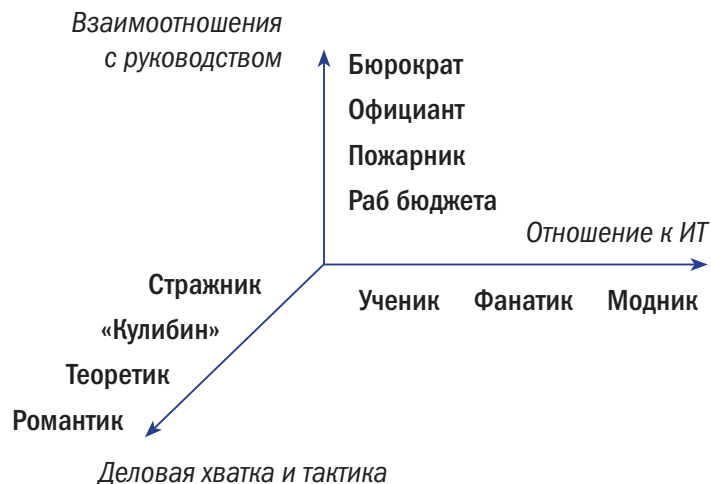 Взаимоотношения
с руководством
Бюрократ
Официант
Пожарник
Раб бюджета
Отношение к ИТ
Ученик Фанатик Модник
Стражник
«Кулибин»
Теоретик
Романтик
Деловая хватка и тактика